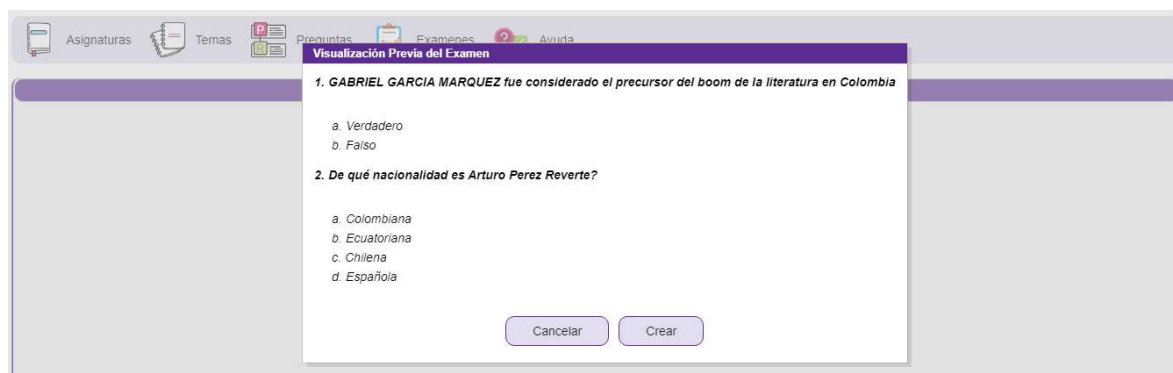 Asignaturas Temas Preguntas Examenes Ayuda
Visualización Previa del Examen
1. GABRIEL GARCIA MARQUEZ fue considerado el precursor del boom de la literatura en Colombia
a. Verdadero
b. Falso
2. De qué nacionalidad es Arturo Perez Reverte?
a. Colombiana
b. Ecuatoriana
c. Chilena
d. Española
Cancelar Crear